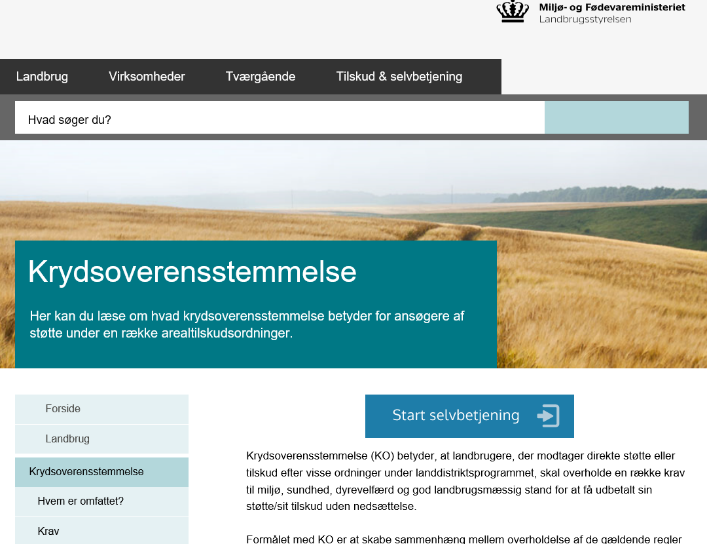 Miljø- og Fødevareministeriet
Landbrugsstyrelsen
Landbrug
Virksomheder
Tværgående
Tilskud & selvbetjening
Hvad søger du?
Krydsoverensstemmelse
Her kan du læse om hvad krydsoverensstemmelse betyder for ansøgere af
støtte under en række arealtilskudsordninger.
Forside
Landbrug
Krydsoverensstemmelse
Hvem er omfattet?
Krav
Start selvbetjening
Krydsoverensstemmelse (KO) betyder, at landbrugere, der modtager direkte støtte eller
tilskud efter visse ordninger under landdistriktsprogrammet, skal overholde en række krav
til miljø, sundhed, dyrevelfærd og god landbrugsmæssig stand for at få udbetalt sin
støtte/sit tilskud uden nedsættelse.
Formålet med KO er at skabe sammenhæng mellem overholdelse af de gældende regler